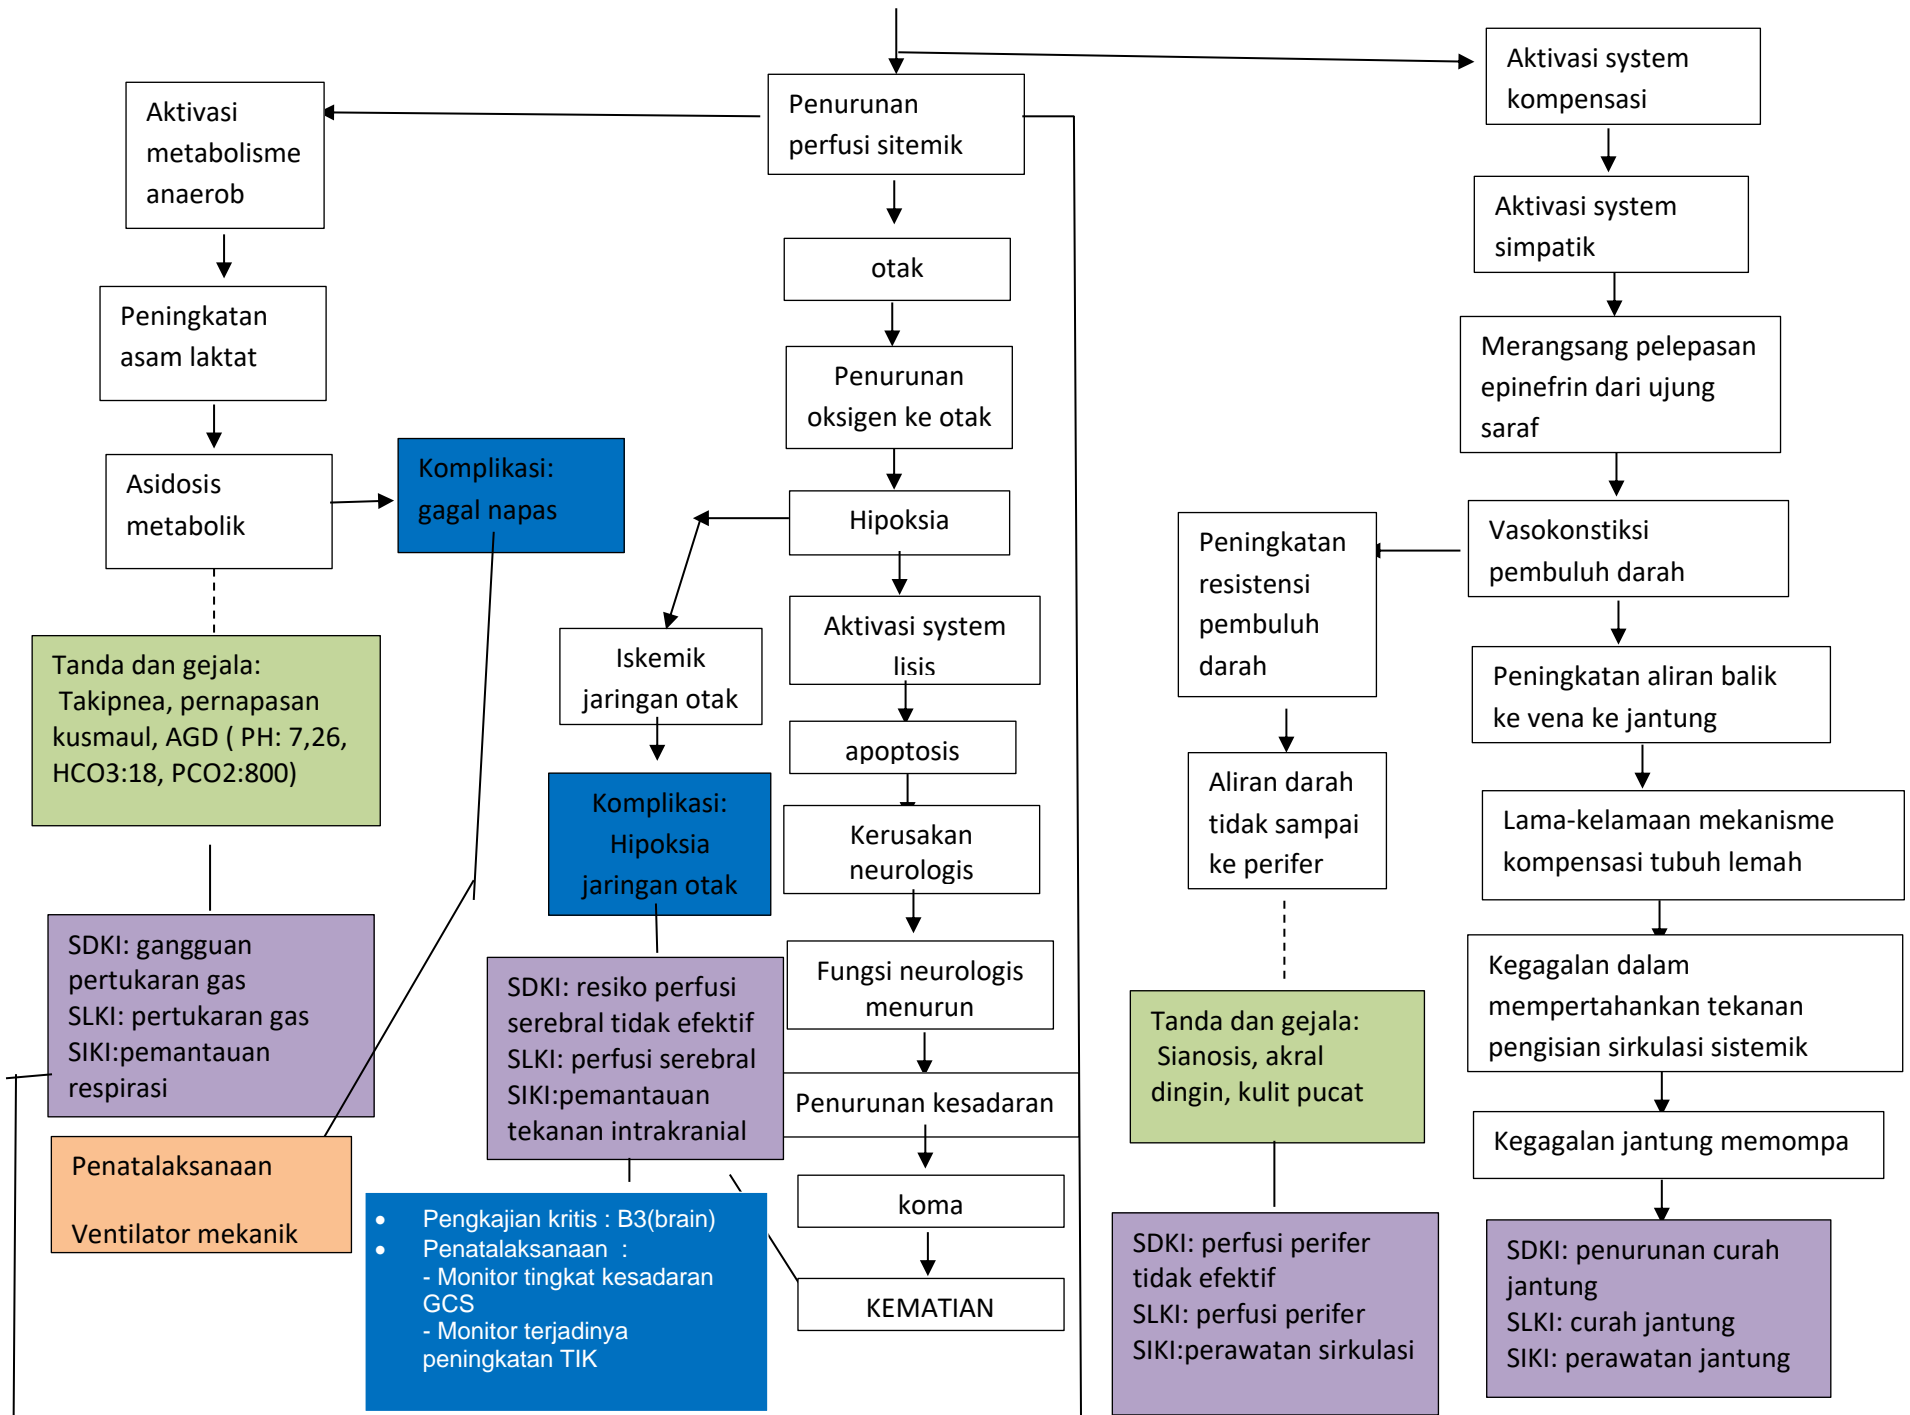 Aktivasi
metabolisme
anaerob
Peningkatan
asam laktat
Asidosis
metabolik
Komplikasi:
gagal napas
Tanda dan gejala:
Takipnea, pernapasan
kusmaul, AGD ( PH: 7,26,
HCO3:18, PCO2:800)
SDKI: gangguan
pertukaran gas
SLKI: pertukaran gas
SIKI:pemantauan
respirasi
Penatalaksanaan
Ventilator mekanik
Penurunan
perfusi sitemik
otak
Penurunan
oksigen ke otak
Hipoksia
Iskemik
jaringan otak
Komplikasi:
Hipoksia
jaringan otak
SDKI: resiko perfusi
serebral tidak efektif
SLKI: perfusi serebral
SIKI:pemantauan
tekanan intrakranial
• Pengkajian kritis : B3(brain)
• Penatalaksanaan :
- Monitor tingkat kesadaran
GCS
- Monitor terjadinya
peningkatan TIK
Aktivasi system
lisis
apoptosis
Kerusakan
neurologis
Fungsi neurologis
menurun
Penurunan kesadaran
koma
KEMATIAN
Aktivasi system
kompensasi
Aktivasi system
simpatik
Merangsang pelepasan
epinefrin dari ujung
saraf
Vasokonstiksi
pembuluh darah
Peningkatan
resistensi
pembuluh
darah
Aliran darah
tidak sampai
ke perifer
Tanda dan gejala:
Sianosis, akral
dingin, kulit pucat
SDKI: perfusi perifer
tidak efektif
SLKI: perfusi perifer
SIKI:perawatan sirkulasi
Peningkatan aliran balik
ke vena ke jantung
Lama-kelamaan mekanisme
kompensasi tubuh lemah
Kegagalan dalam
mempertahankan tekanan
pengisian sirkulasi sistemik
Kegagalan jantung memompa
SDKI: penurunan curah
jantung
SLKI: curah jantung
SIKI: perawatan jantung